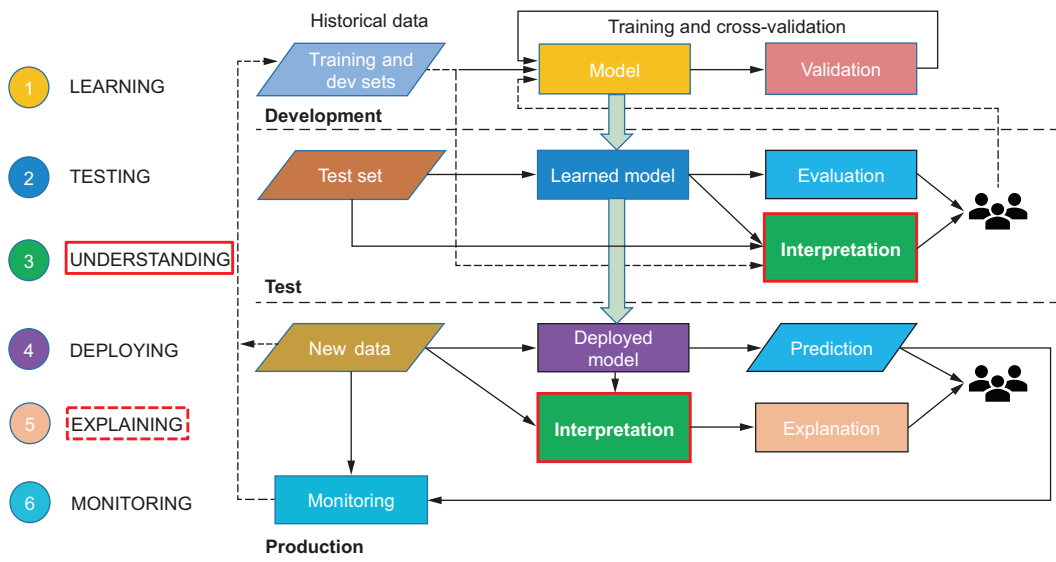 Historical data
Training and cross-validation
Training and
dev sets
Model
Validation
1
LEARNING
Development
2
TESTING
Test set
Learned model
Evaluation
3
UNDERSTANDING
Interpretation
Test
4
DEPLOYING
New data
Deployed
model
Prediction
5
EXPLAINING
Interpretation
Explanation
6
MONITORING
Monitoring
Production